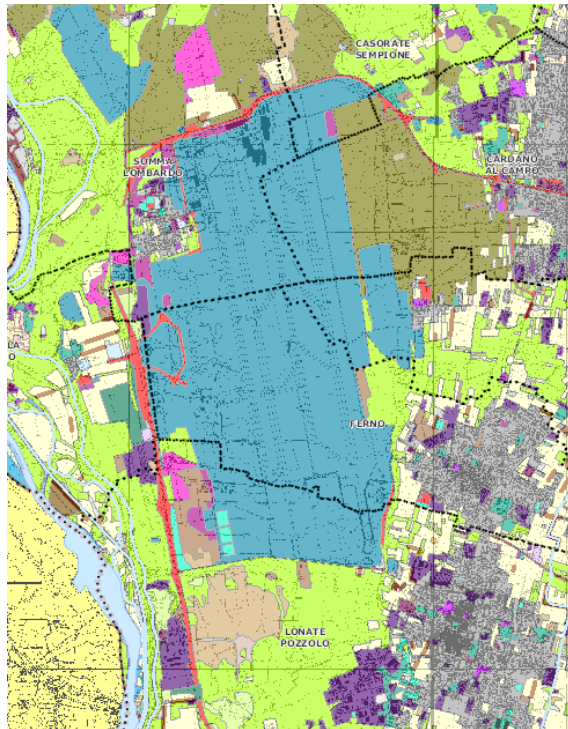 CASORATE
SEMPIONE
SOMMA
LOMBARDO
CARDANO
AL CAMPO
FERNO
LONATE
POZZOLO